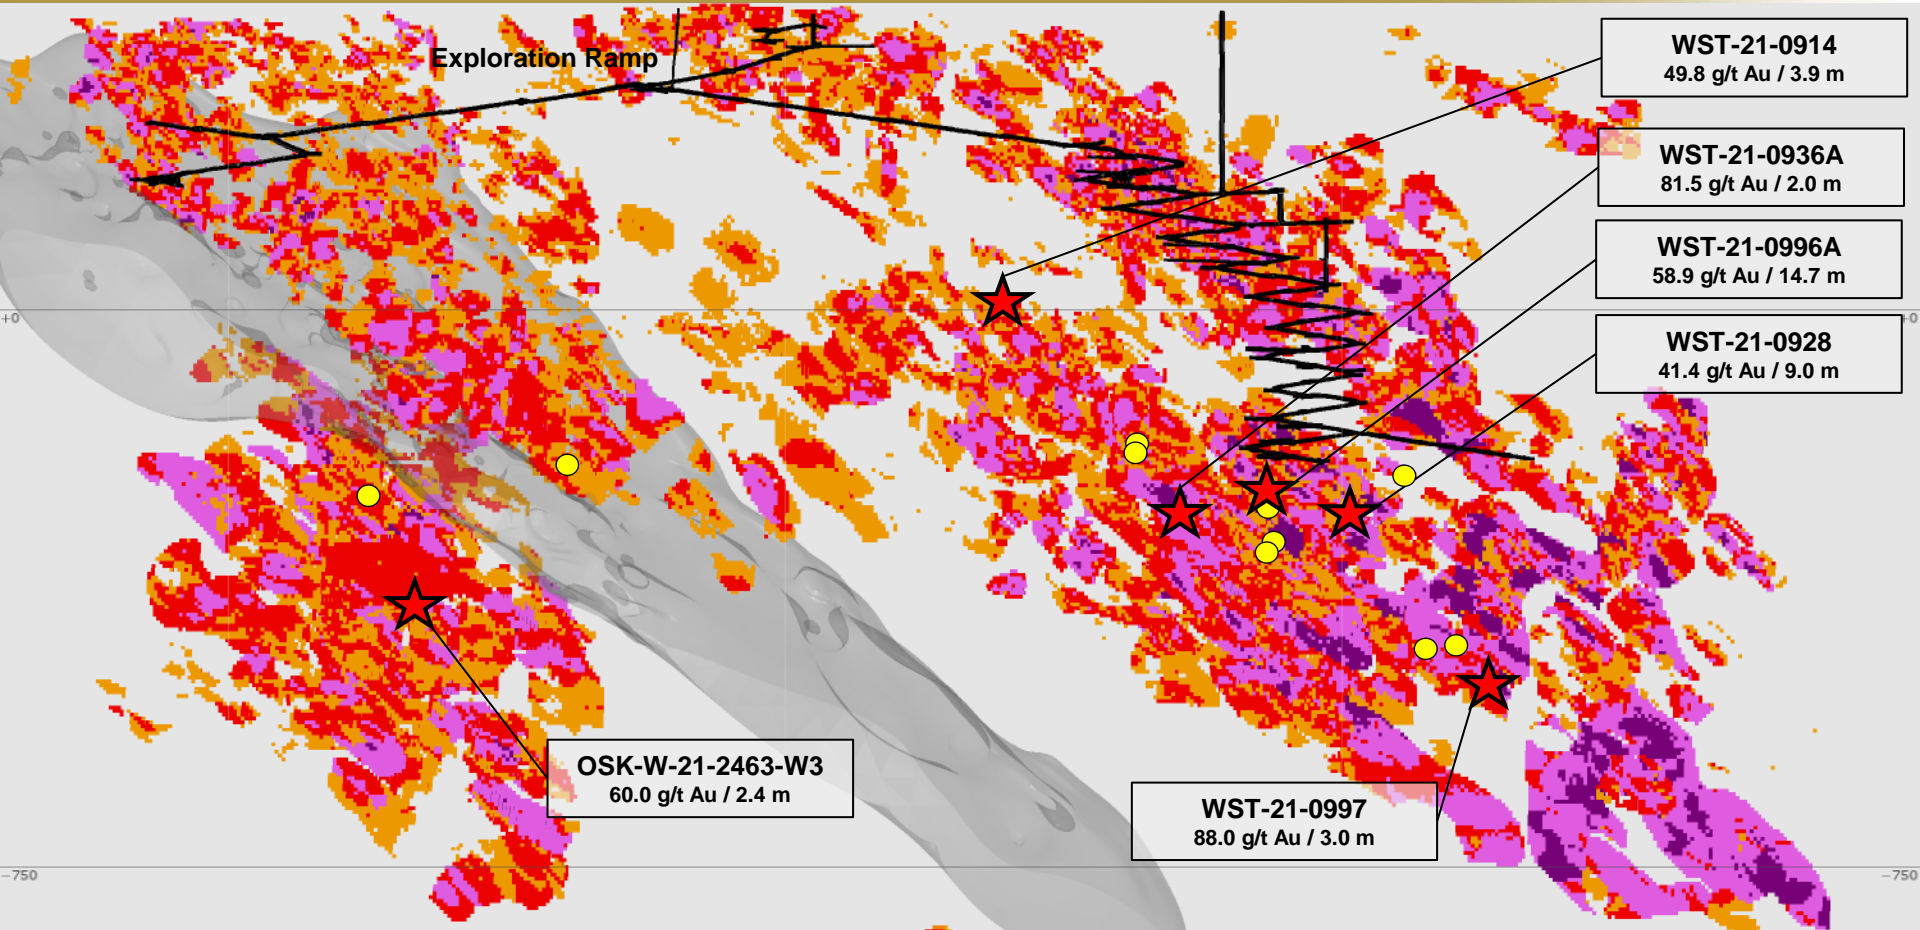 Exploration Ramp
WST-21-0914
49.8 g/t Au / 3.9 m
WST-21-0936A
81.5 g/t Au / 2.0 m
WST-21-0996A
58.9 g/t Au / 14.7 m
+0
+0
WST-21-0928
41.4 g/t Au / 9.0 m
OSK-W-21-2463-W3
60.0 g/t Au / 2.4 m
WST-21-0997
88.0 g/t Au / 3.0 m
−750
−750